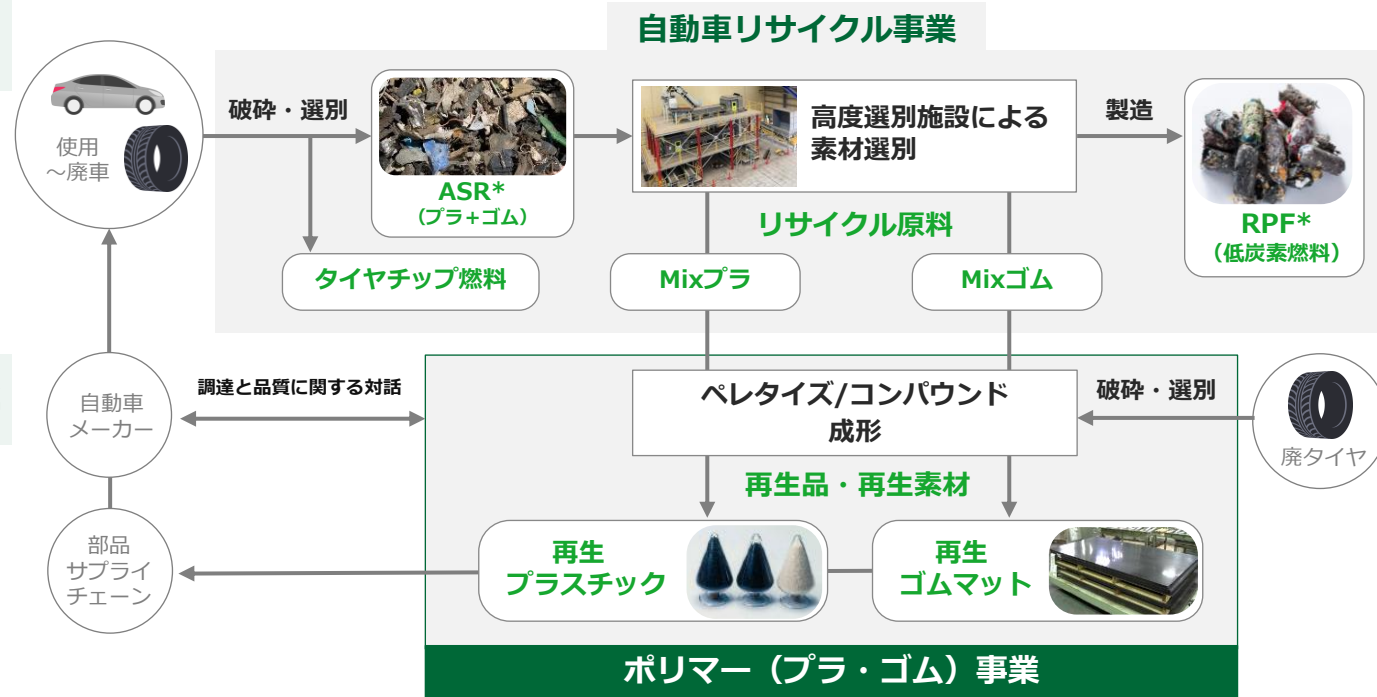 自動車リサイクル事業
使用
～廃車
破砕・選別
ASR*
（プラ+ゴム）
高度選別施設による
素材選別
製造
RPF*
（低炭素燃料）
リサイクル原料
タイヤチップ燃料
Mixプラ
Mixゴム
自動車
メーカー
調達と品質に関する対話
ペレタイズ/コンパウンド
成形
破砕・選別
廃タイヤ
再生品・再生素材
部品
サプライ
チェーン
再生
プラスチック
再生
ゴムマット
ポリマー（プラ・ゴム）事業